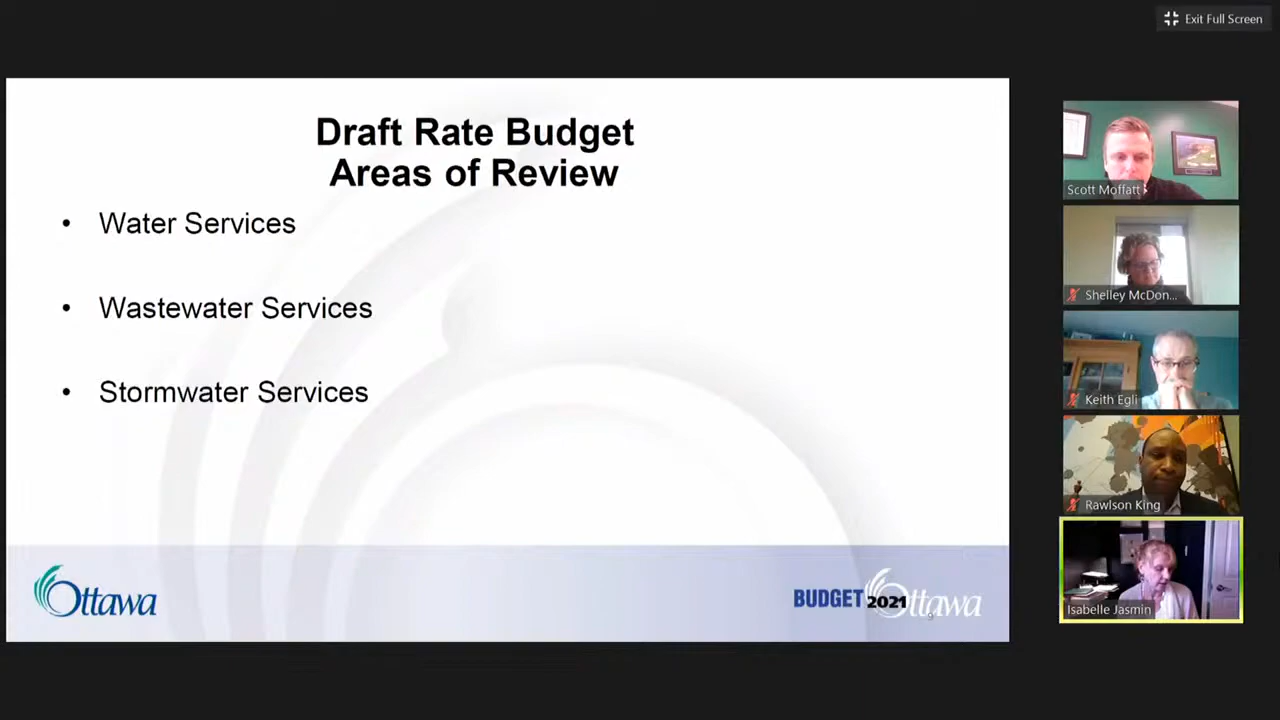 Exit Full Screen
Draft Rate Budget
Areas of Review
• Water Services
• Wastewater Services
• Stormwater Services
Ottawa
BUDGET 2021 Ottawa
Scott Moffatt
Shelley McDon...
Keith Egli
Rawlson King
Isabelle Jasmin